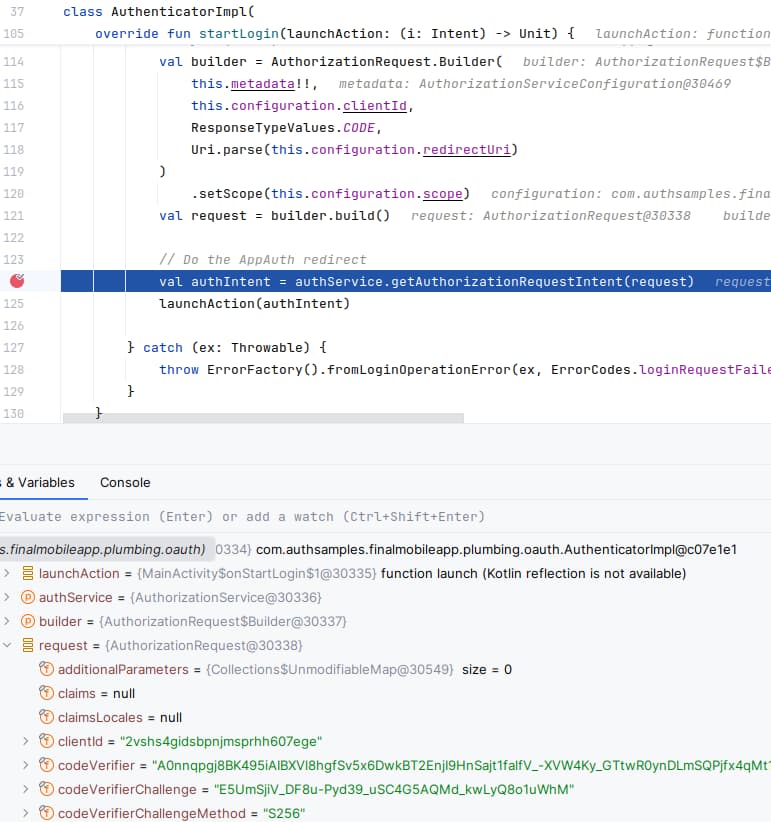 37 class AuthenticatorImpl(
105 override fun startLogin(launchAction: (i: Intent) -> Unit) { launchAction: function
114 val builder = AuthorizationRequest.Builder( builder: AuthorizationRequest$B
115 this.metadata!!, metadata: AuthorizationServiceConfiguration@30469
116 this.configuration.clientId,
117 ResponseTypeValues.CODE,
118 Uri.parse(this.configuration.redirectUri)
119 )
120 .setScope(this.configuration.scope) configuration: com.authsamples.fina
121 val request = builder.build() request: AuthorizationRequest@30338 builde
122
123 // Do the AppAuth redirect
val authIntent = authService.getAuthorizationRequestIntent(request) request
125 launchAction(authIntent)
126
127 } catch (ex: Throwable) {
128 throw ErrorFactory().fromLoginOperationError(ex, ErrorCodes.loginRequestFaile
129 }
130 }
s & Variables Console
Evaluate expression (Enter) or add a watch (Ctrl+Shift+Enter)
s.finalmobileapp.plumbing.oauth) 0334} com.authsamples.finalmobileapp.plumbing.oauth.AuthenticatorImpl@c07e1e1
launchAction = {MainActivity$onStartLogin$1@30335} function launch (Kotlin reflection is not available)
authService = {AuthorizationService@30336}
builder = {AuthorizationRequest$Builder@30337}
request = {AuthorizationRequest@30338}
additionalParameters = {Collections$UnmodifiableMap@30549} size = 0
claims = null
claimsLocales = null
clientId = "2vshs4gidsbpnjmsprhh607ege"
codeVerifier = "A0nnqpgj8BK495iAIBXVI8hgfSv5x6DwkBT2EnjI9HnSajt1falfV_-XVW4Ky_GTtwR0ynDLmSQPjfx4qMt1
codeVerifierChallenge = "E5UmSjiV_DF8u-Pyd39_uSC4G5AQMd_kwLyQ8o1uWhM"
codeVerifierChallengeMethod = "S256"